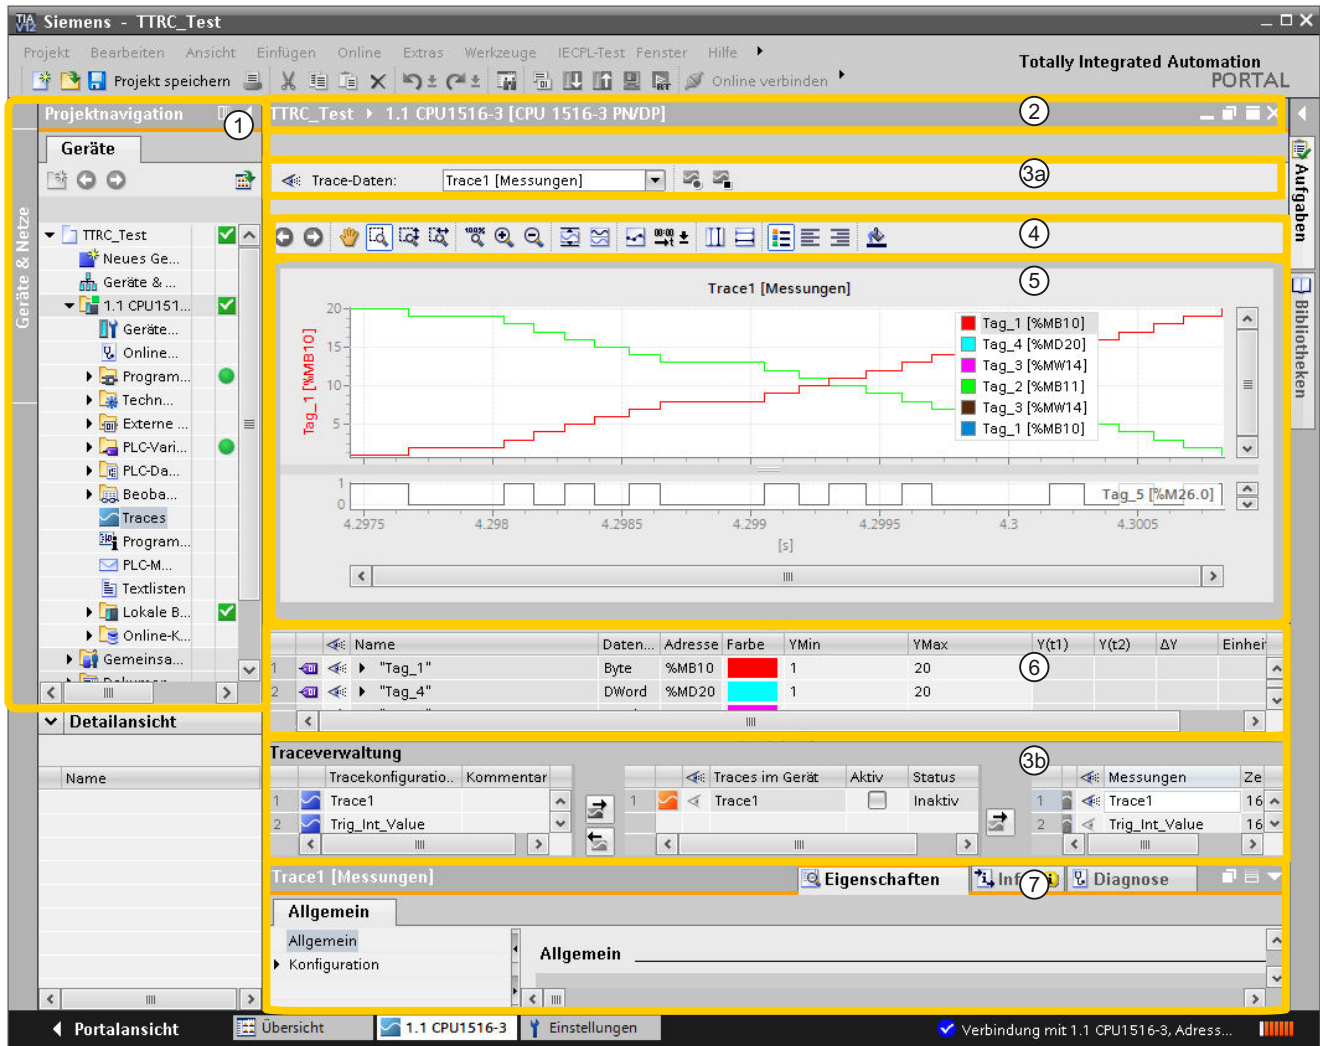 TIA V12 Siemens - TTRC_Test
Projekt Bearbeiten Ansicht Einfügen Online Extras Werkzeuge IECPL-Test Fenster Hilfe
Totally Integrated Automation
PORTAL
Projekt speichern Online verbinden
Projektnavigation
1
TTRC_Test 1.1 CPU1516-3 [CPU 1516-3 PN/DP]
2
Geräte
Trace-Daten: Trace1 [Messungen]
3a
Geräte & Netze
Aufgaben
Bibliotheken
TTRC_Test
Neues Ge...
Geräte & ...
1.1 CPU151...
Geräte...
Online...
Program...
Techn...
Externe ...
PLC-Vari...
PLC-Da...
Beoba...
Traces
Program...
PLC-M...
Textlisten
Lokale B...
Online-K...
Gemeinsa...
100%
00:00
4
5
Trace1 [Messungen]
Tag_1 [%MB10]
20
15
10
5
Tag_1 [%MB10]
Tag_4 [%MD20]
Tag_3 [%MW14]
Tag_2 [%MB11]
Tag_3 [%MW14]
Tag_1 [%MB10]
1
0
Tag_5 [%M26.0]
4.2975 4.298 4.2985 4.299 4.2995 4.3 4.3005
[s]
Name Daten... Adresse Farbe YMin YMax Y(t1) Y(t2) ΔY Einheit
6
1 "Tag_1" Byte %MB10 1 20
2 "Tag_4" DWord %MD20 1 20
Detailansicht
Name
Traceverwaltung
3b
Tracekonfiguratio.. Kommentar
1 Trace1
2 Trig_Int_Value
Traces im Gerät Aktiv Status
1 Trace1 Inaktiv
Messungen Ze
1 Trace1 16
2 Trig_Int_Value 16
Trace1 [Messungen]
Eigenschaften
Inf
7
Diagnose
Allgemein
Allgemein
Konfiguration
Allgemein
Portalansicht
Übersicht
1.1 CPU1516-3
Einstellungen
Verbindung mit 1.1 CPU1516-3, Adress...